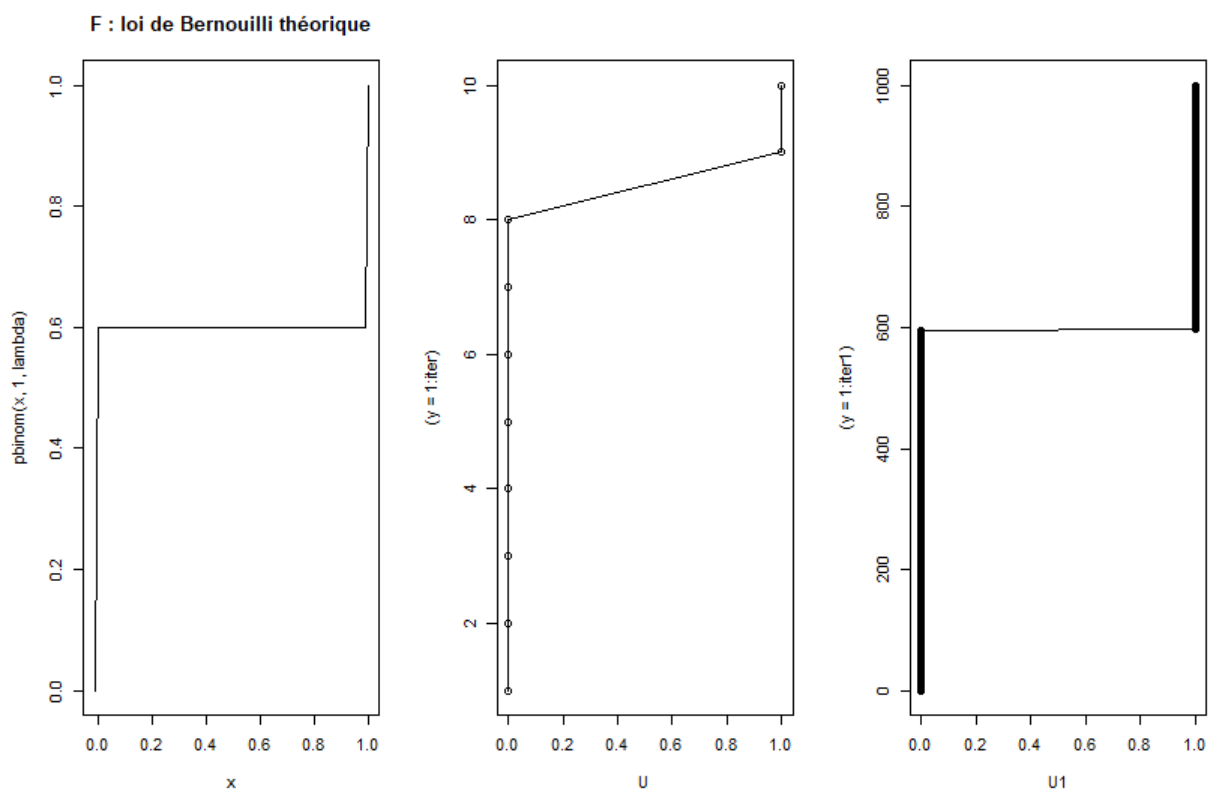 F : loi de Bernouilli théorique
pbinom(x, 1, lambda)
0.0
0.2
0.4
0.6
0.8
1.0
0.0 0.2 0.4 0.6 0.8 1.0
x
(y = 1:iter)
2
4
6
8
10
0.0 0.2 0.4 0.6 0.8 1.0
U
(y = 1:iter1)
0
200
400
600
800
1000
0.0 0.2 0.4 0.6 0.8 1.0
U1